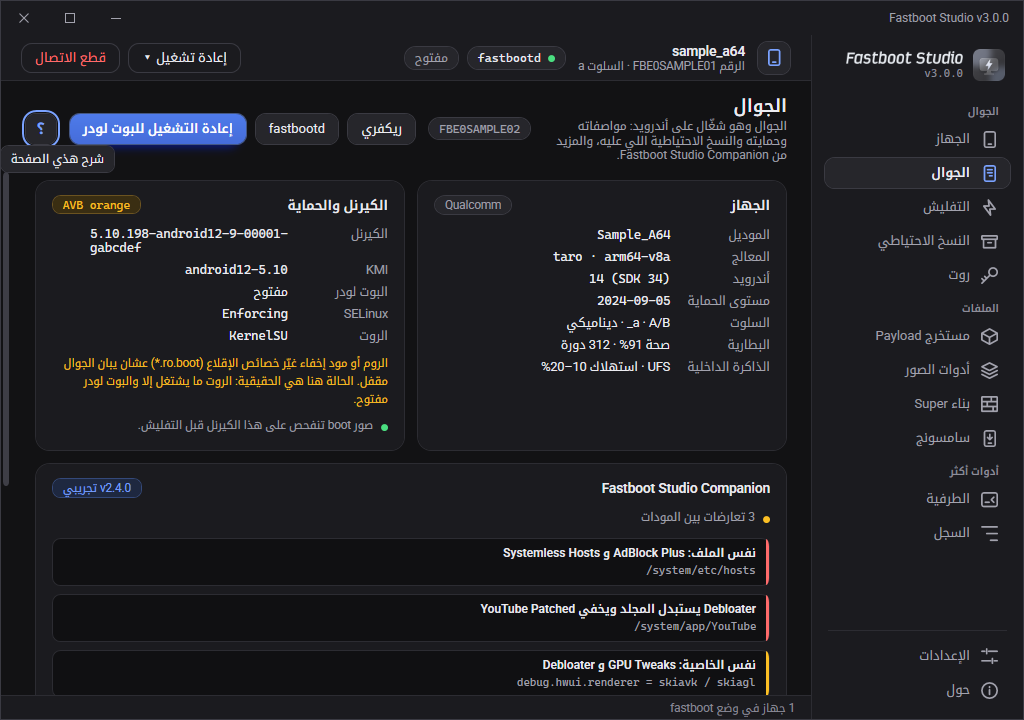 Fastboot Studio v3.0.0
Fastboot Studio
v3.0.0
الجوال
الجهاز
الجوال
التفليش
النسخ الاحتياطي
روت
الملفات
مستخرج Payload
أدوات الصور
بناء Super
سامسونج
أدوات أكثر
الطرفية
السجل
الإعدادات
حول
sample_a64
الرقم FBE0SAMPLE01 · السلوت a
fastbootd
مفتوح
إعادة تشغيل
قطع الاتصال
الجوال
الجوال وهو شغّال على أندرويد: مواصفاته
وحمايته والنسخ الاحتياطية اللي عليه، والمزيد
من Fastboot Studio Companion.
FBE0SAMPLE02
ريكفري
fastbootd
إعادة التشغيل للبوت لودر
؟
شرح هذي الصفحة
الجهاز
Qualcomm
الموديل Sample_A64
المعالج taro · arm64-v8a
أندرويد 14 (SDK 34)
مستوى الحماية 2024-09-05
السلوت A/B · _a · ديناميكي
البطارية صحة 91% · 312 دورة
الذاكرة الداخلية UFS · استهلاك 10–20%
الكيرنل والحماية
AVB orange
الكيرنل 5.10.198-android12-9-00001-
gabcdef
KMI android12-5.10
البوت لودر مفتوح
SELinux Enforcing
الروت KernelSU
الروم أو مود إخفاء غيّر خصائص الإقلاع (ro.boot.*) عشان يبان الجوال
مقفل. الحالة هنا هي الحقيقية: الروت ما يشتغل إلا والبوت لودر
مفتوح.
صور boot تنفحص على هذا الكيرنل قبل التفليش.
Fastboot Studio Companion
v2.4.0 تجريبي
3 تعارضات بين المودات
نفس الملف: AdBlock Plus و Systemless Hosts
/system/etc/hosts
Debloater يستبدل المجلد ويخفي YouTube Patched
/system/app/YouTube
نفس الخاصية: GPU Tweaks و Debloater
debug.hwui.renderer = skiavk / skiagl
1 جهاز في وضع fastboot